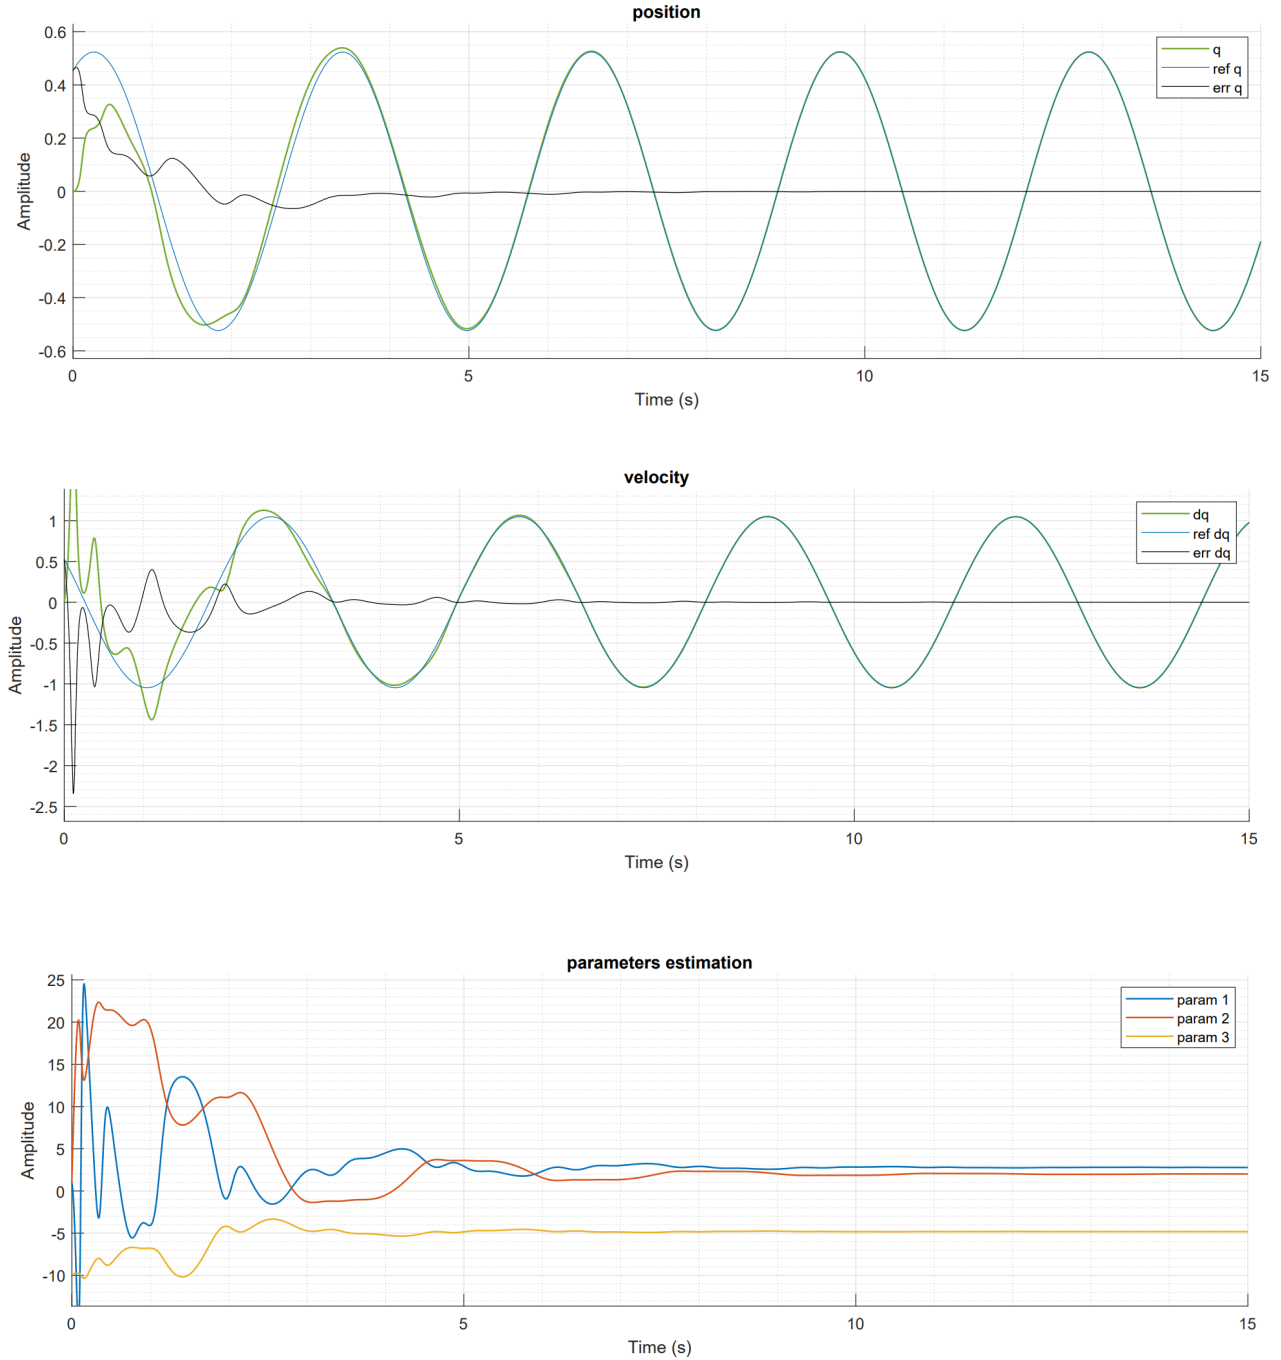 position
0.6
0.4
0.2
0
-0.2
-0.4
-0.6
Amplitude
q
ref q
err q
0 5 10 15
Time (s)
velocity
1
0.5
0
-0.5
-1
-1.5
-2
-2.5
Amplitude
dq
ref dq
err dq
0 5 10 15
Time (s)
parameters estimation
25
20
15
10
5
0
-5
-10
Amplitude
param 1
param 2
param 3
0 5 10 15
Time (s)